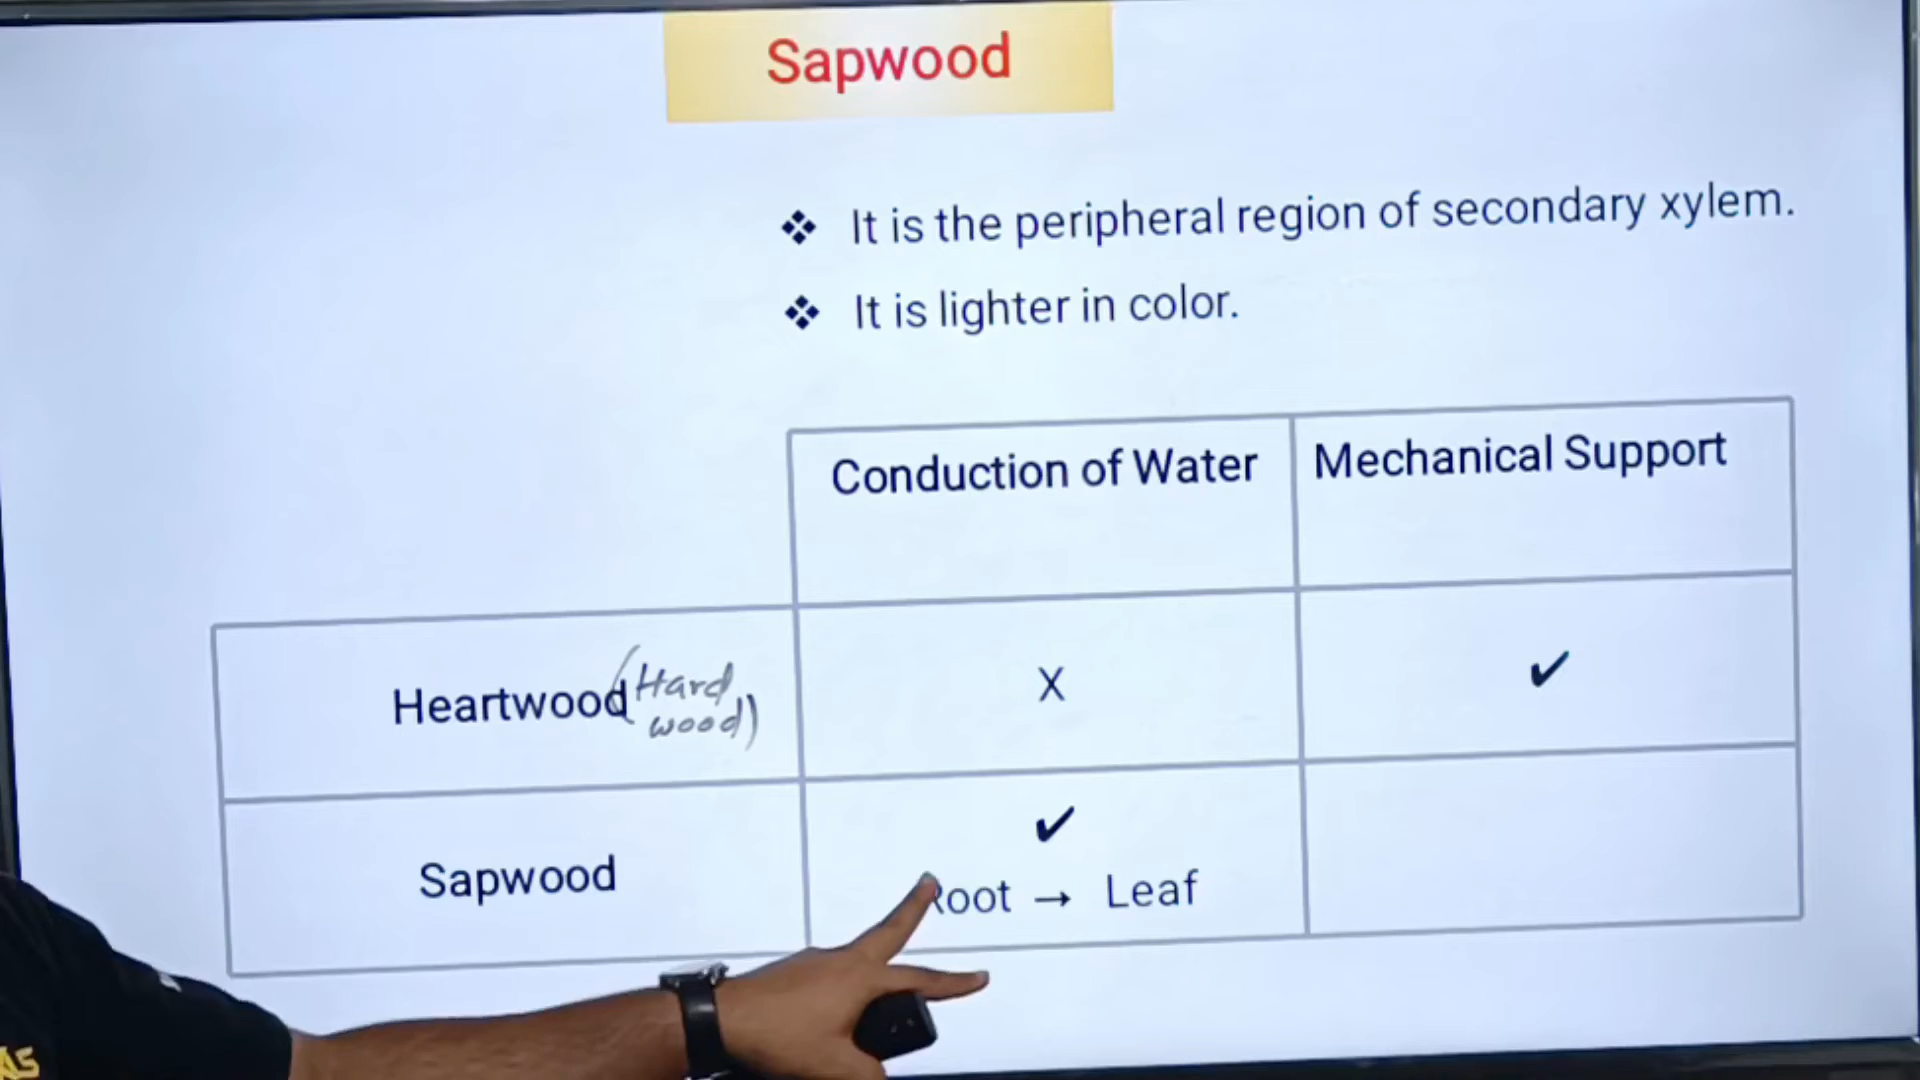 Sapwood
❖ It is the peripheral region of secondary xylem.
❖ It is lighter in color.
Conduction of Water
Mechanical Support
Heartwood (Hard
wood)
X
✔
Sapwood
✔
Root → Leaf
AS